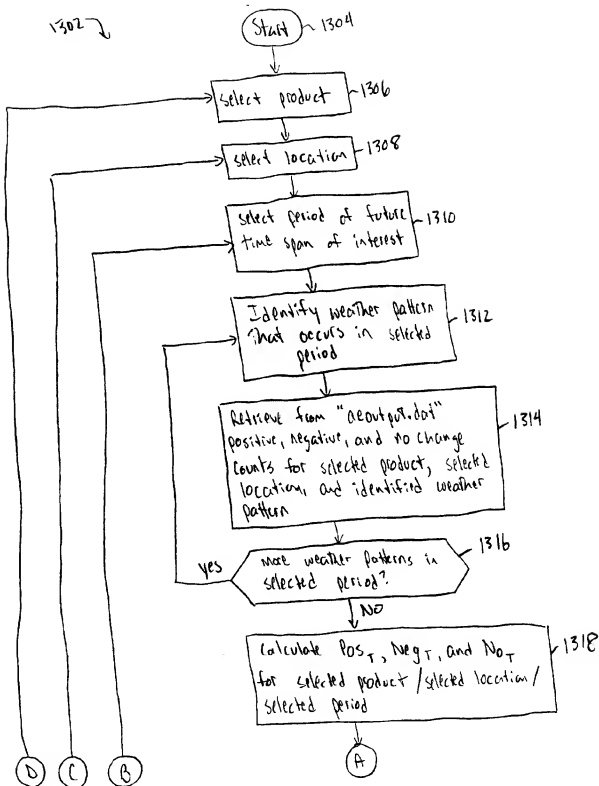 1302
Start
1304
select product
1306
select location
1308
select period of future
time span of interest
1310
Identify weather pattern
that occurs in selected
period
1312
Retrieve from "aeoutput.dat"
positive, negative, and no change
counts for selected product, selected
location, and identified weather
pattern
1314
more weather patterns in
selected period?
1316
yes
NO
Calculate PosT, NegT, and NoT
for selected product/selected location/
selected period
1318
D
C
B
A